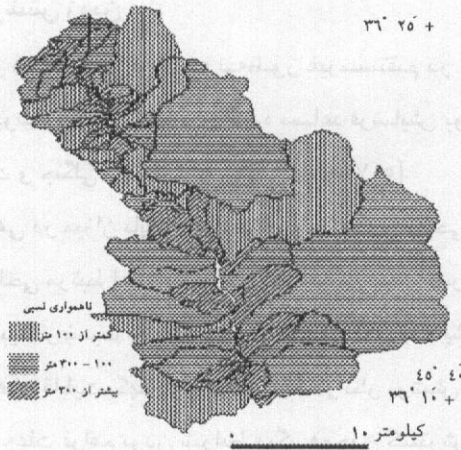 ۳۶° ۲۵′ +
ناهمواری نسبی
کمتر از ۱۰۰ متر
۱۰۰ - ۳۰۰ متر
بیشتر از ۳۰۰ متر
۳۶° ۱۰′ +
۰ ۱۰ کیلومتر